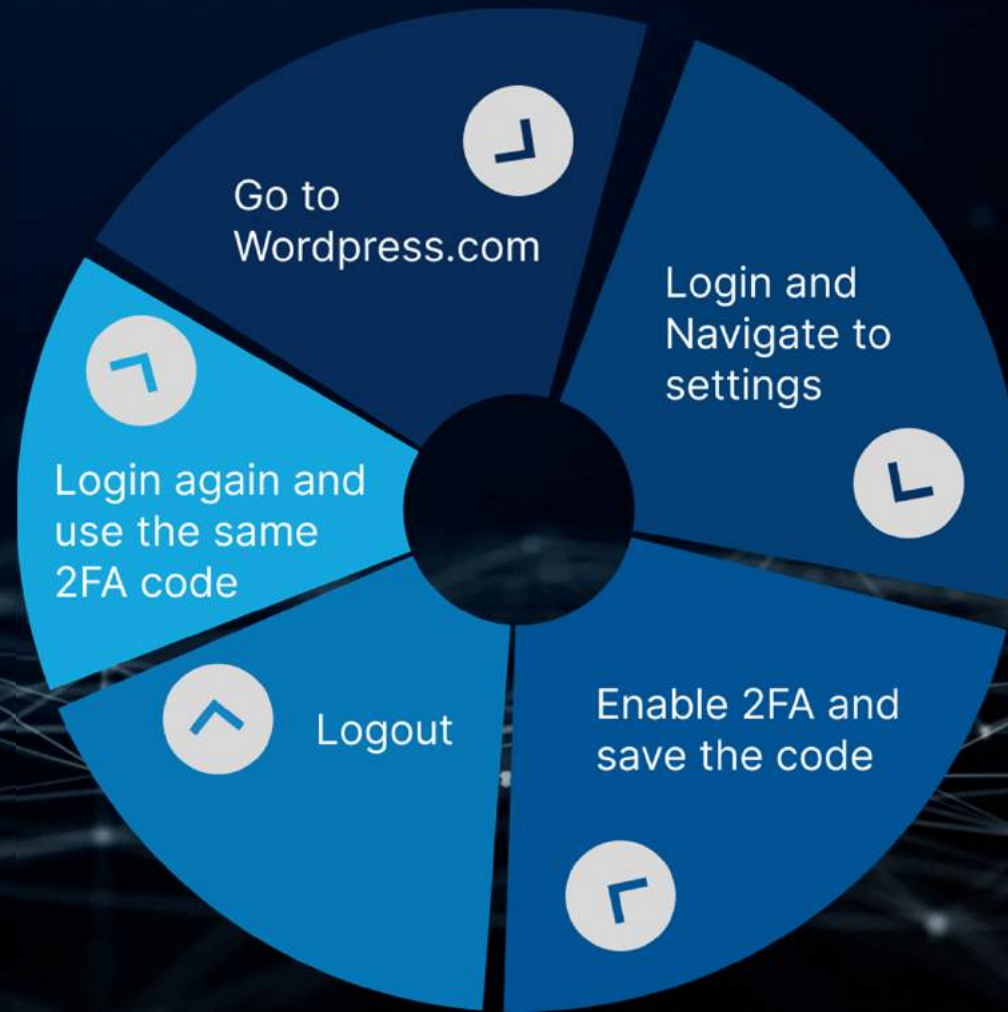 Go to
Wordpress.com
Login and
Navigate to
settings
Enable 2FA and
save the code
Logout
Login again and
use the same
2FA code